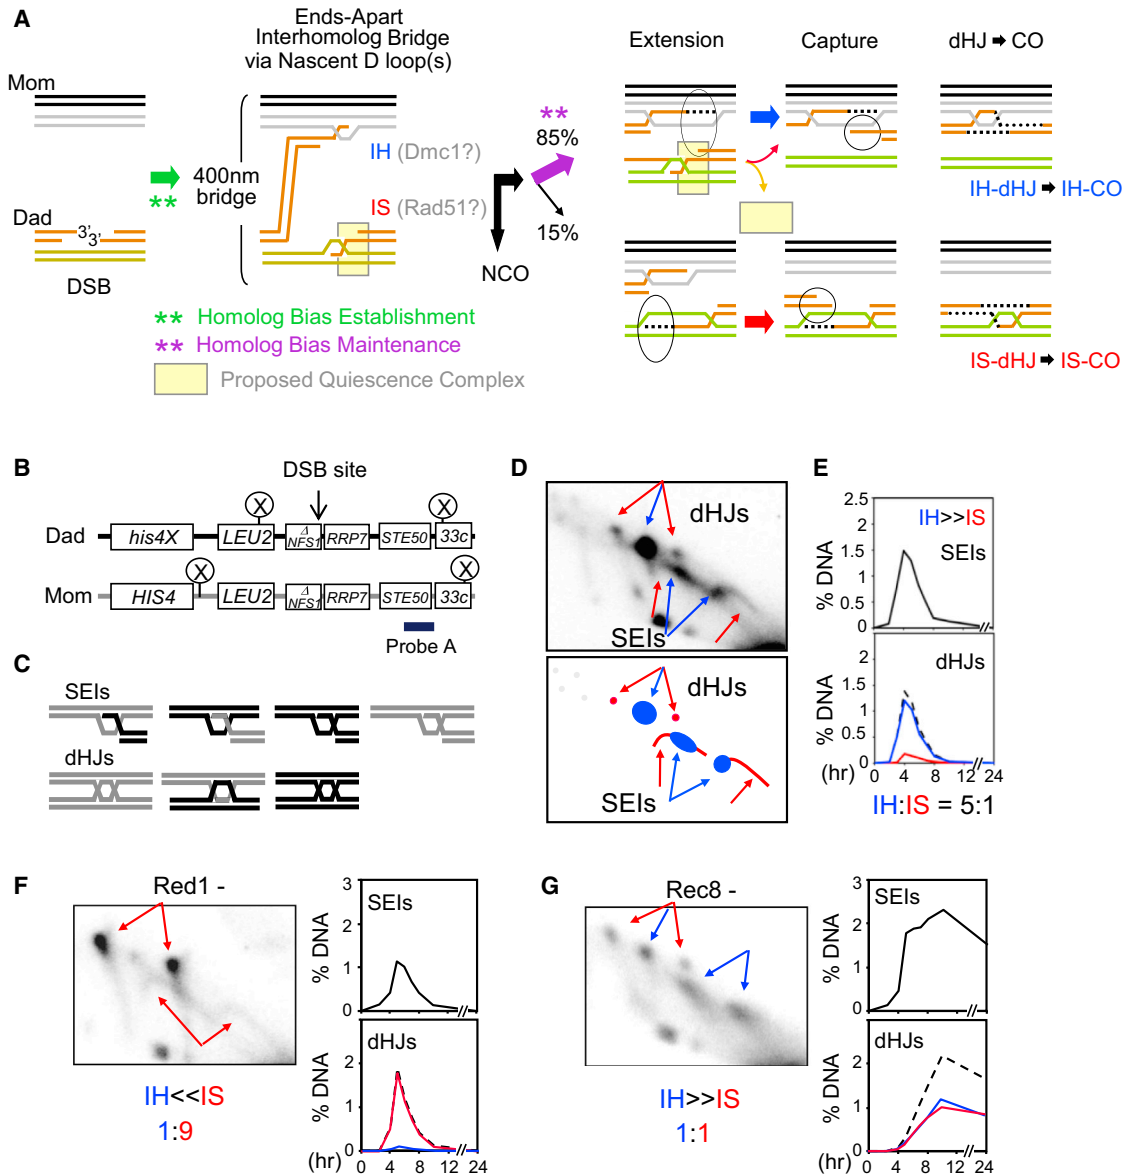 A
Ends-Apart
Interhomolog Bridge
via Nascent D loop(s)
Extension
Capture
dHJ ➡ CO
Mom
IH (Dmc1?)
**
85%
400nm
bridge
**
Dad
3'
3'
IS (Rad51?)
15%
NCO
DSB
IH-dHJ ➡ IH-CO
** Homolog Bias Establishment
** Homolog Bias Maintenance
Proposed Quiescence Complex
IS-dHJ ➡ IS-CO
B
DSB site
Dad
X
X
his4X
LEU2
Δ
NFS1
RRP7
STE50
33c
Mom
X
X
HIS4
LEU2
Δ
NFS1
RRP7
STE50
33c
Probe A
C
SEIs
dHJs
D
dHJs
SEIs
dHJs
SEIs
E
2.5
2
1.5
1
0.5
0
% DNA
IH>>IS
SEIs
2
1.5
1
0.5
0
% DNA
dHJs
(hr)
0
4
8
12
24
IH:IS = 5:1
F
Red1 -
IH<<IS
1:9
3
2
1
0
% DNA
SEIs
2
1
0
% DNA
dHJs
(hr)
0
4
8
12
24
G
Rec8 -
IH>>IS
1:1
3
2
1
0
% DNA
SEIs
2
1
0
% DNA
dHJs
(hr)
0
4
8
12
24